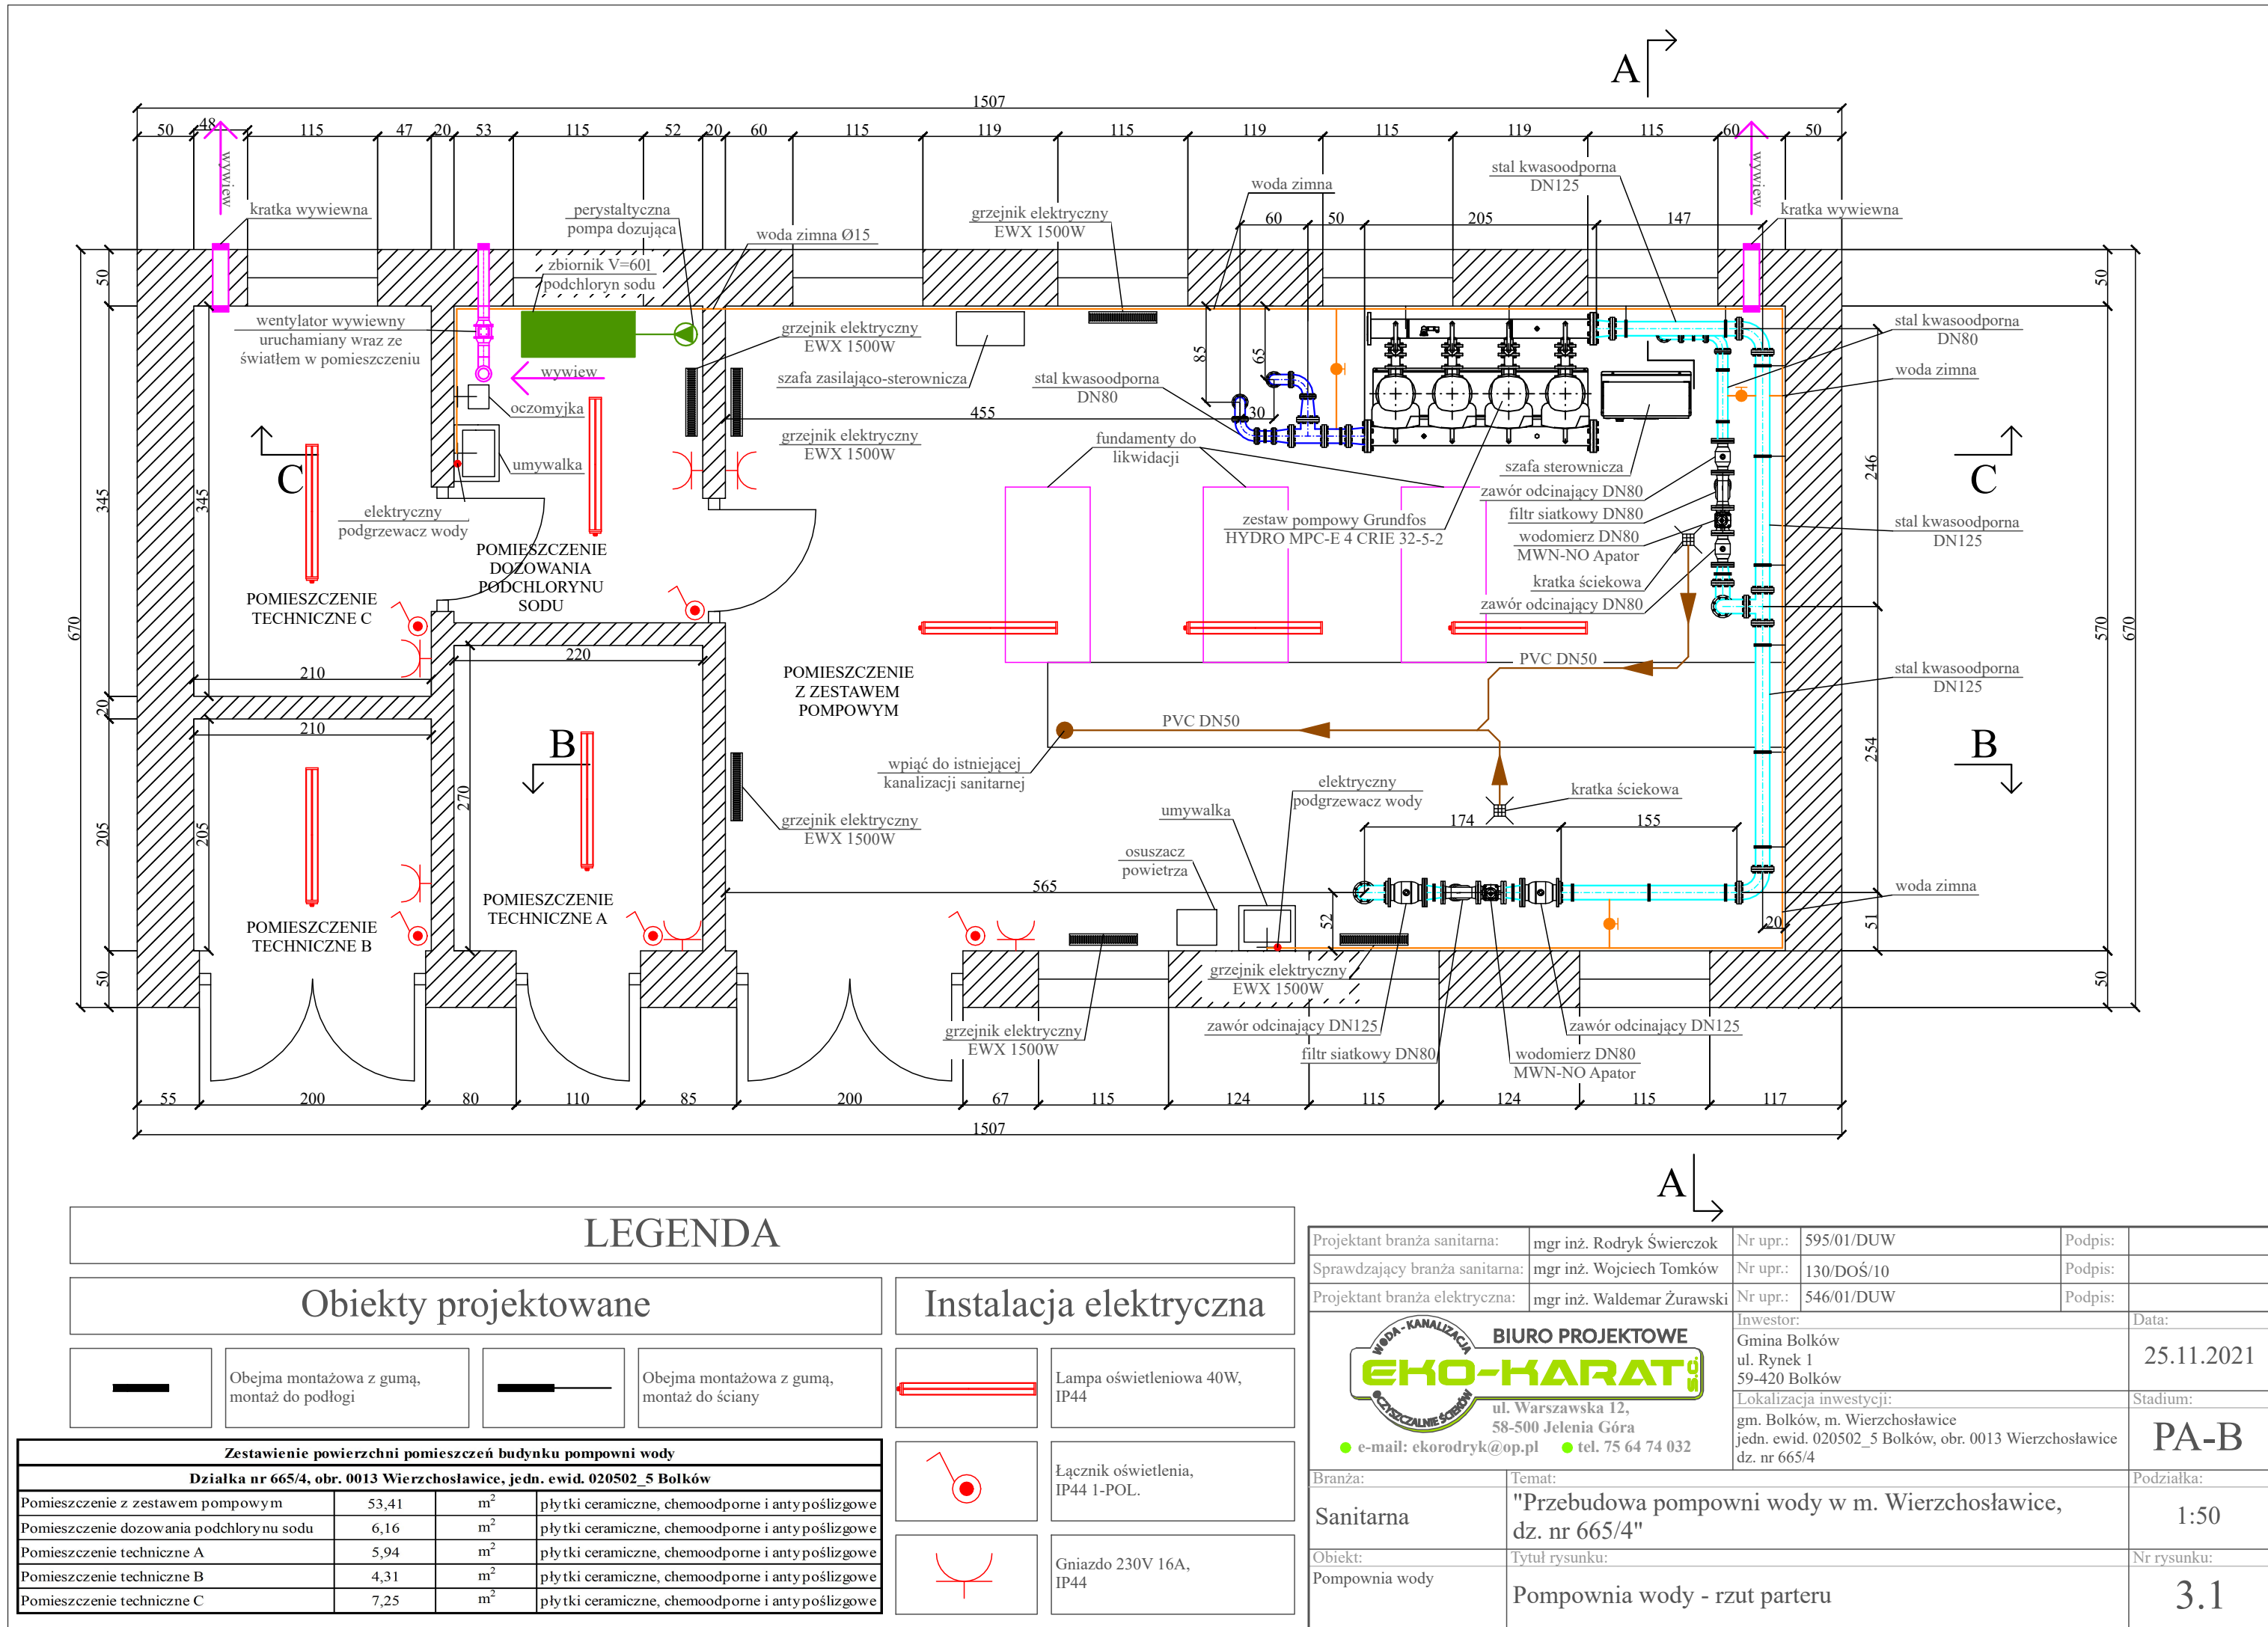 A
1507
50
48
115
47
20
53
115
52
20
60
115
119
115
119
115
119
115
60
50
wywiew
wywiew
kratka wywiewna
perystaltyczna
pompa dozująca
woda zimna Ø15
grzejnik elektryczny
EWX 1500W
woda zimna
stal kwasoodporna
DN125
kratka wywiewna
60
50
205
147
zbiornik V=60l
podchloryn sodu
wentylator wywiewny
uruchamiany wraz ze
światłem w pomieszczeniu
wywiew
oczomyjka
umywalka
elektryczny
podgrzewacz wody
grzejnik elektryczny
EWX 1500W
szafa zasilająco-sterownicza
stal kwasoodporna
DN80
455
85
65
30
grzejnik elektryczny
EWX 1500W
fundamenty do
likwidacji
zestaw pompowy Grundfos
HYDRO MPC-E 4 CRIE 32-5-2
szafa sterownicza
zawór odcinający DN80
filtr siatkowy DN80
wodomierz DN80
MWN-NO Apator
kratka ściekowa
zawór odcinający DN80
stal kwasoodporna
DN80
woda zimna
246
stal kwasoodporna
DN125
stal kwasoodporna
DN125
254
woda zimna
51
20
C
C
B
B
50
345
345
670
20
205
205
50
50
570
670
50
POMIESZCZENIE
TECHNICZNE C
210
210
POMIESZCZENIE
DOZOWANIA
PODCHLORYNU
SODU
220
270
POMIESZCZENIE
Z ZESTAWEM
POMPOWYM
PVC DN50
PVC DN50
wpiąć do istniejącej
kanalizacji sanitarnej
grzejnik elektryczny
EWX 1500W
POMIESZCZENIE
TECHNICZNE A
POMIESZCZENIE
TECHNICZNE B
565
osuszacz
powietrza
umywalka
elektryczny
podgrzewacz wody
kratka ściekowa
174
155
52
grzejnik elektryczny
EWX 1500W
grzejnik elektryczny
EWX 1500W
zawór odcinający DN125
filtr siatkowy DN80
wodomierz DN80
MWN-NO Apator
zawór odcinający DN125
55
200
80
110
85
200
67
115
124
115
124
115
117
1507
A
LEGENDA
Obiekty projektowane
Instalacja elektryczna
Obejma montażowa z gumą,
montaż do podłogi
Obejma montażowa z gumą,
montaż do ściany
Lampa oświetleniowa 40W,
IP44
Łącznik oświetlenia,
IP44 1-POL.
Gniazdo 230V 16A,
IP44
Zestawienie powierzchni pomieszczeń budynku pompowni wody
Działka nr 665/4, obr. 0013 Wierzchosławice, jedn. ewid. 020502_5 Bolków
Pomieszczenie z zestawem pompowym 53,41 m² płytki ceramiczne, chemoodporne i antypoślizgowe
Pomieszczenie dozowania podchlorynu sodu 6,16 m² płytki ceramiczne, chemoodporne i antypoślizgowe
Pomieszczenie techniczne A 5,94 m² płytki ceramiczne, chemoodporne i antypoślizgowe
Pomieszczenie techniczne B 4,31 m² płytki ceramiczne, chemoodporne i antypoślizgowe
Pomieszczenie techniczne C 7,25 m² płytki ceramiczne, chemoodporne i antypoślizgowe
Projektant branża sanitarna: mgr inż. Rodryk Świerczok Nr upr.: 595/01/DUW Podpis:
Sprawdzający branża sanitarna: mgr inż. Wojciech Tomków Nr upr.: 130/DOŚ/10 Podpis:
Projektant branża elektryczna: mgr inż. Waldemar Żurawski Nr upr.: 546/01/DUW Podpis:
WODA - KANALIZACJA
BIURO PROJEKTOWE
EKO-KARAT s.c.
OCZYSZCZALNIE ŚCIEKÓW
ul. Warszawska 12,
58-500 Jelenia Góra
e-mail: ekorodryk@op.pl tel. 75 64 74 032
Inwestor:
Gmina Bolków
ul. Rynek 1
59-420 Bolków
Data:
25.11.2021
Lokalizacja inwestycji:
gm. Bolków, m. Wierzchosławice
jedn. ewid. 020502_5 Bolków, obr. 0013 Wierzchosławice
dz. nr 665/4
Stadium:
PA-B
Branża:
Sanitarna
Temat:
"Przebudowa pompowni wody w m. Wierzchosławice,
dz. nr 665/4"
Podziałka:
1:50
Obiekt:
Pompownia wody
Tytuł rysunku:
Pompownia wody - rzut parteru
Nr rysunku:
3.1